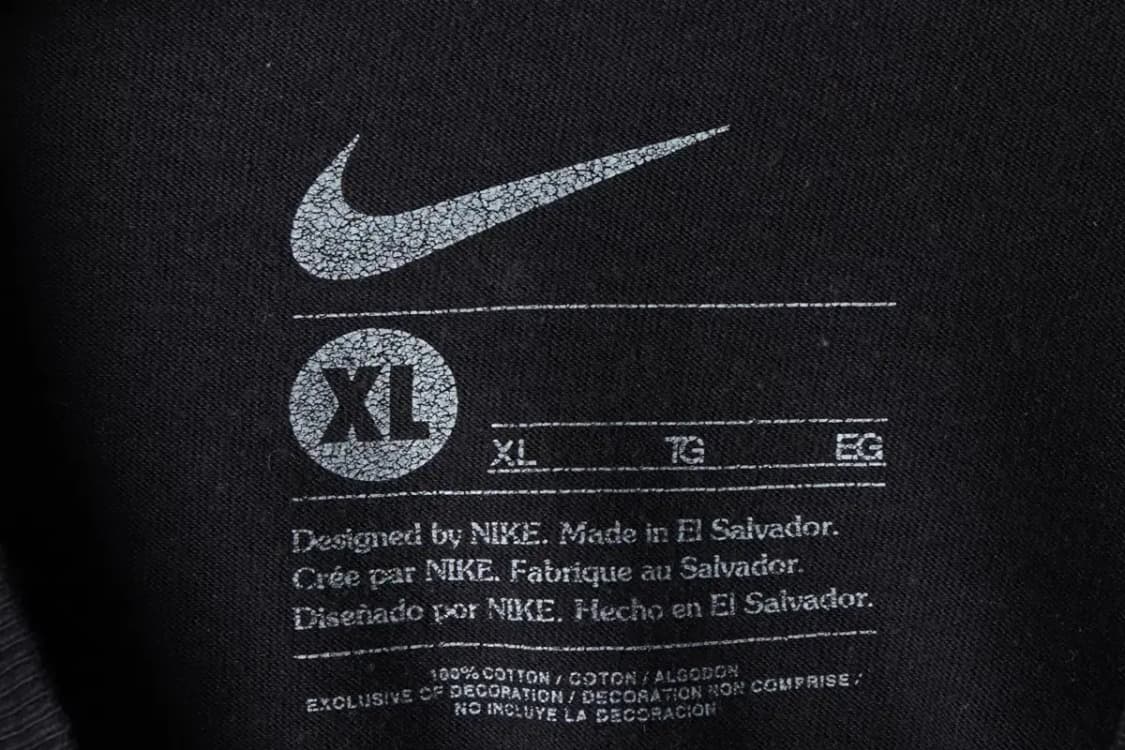 XL
XL TG EG
Designed by NIKE. Made in El Salvador.
Crée par NIKE. Fabrique au Salvador.
Diseñado por NIKE. Hecho en El Salvador.
100% COTTON / COTON / ALGODON
EXCLUSIVE OF DECORATION / DECORATION NON COMPRISE /
NO INCLUYE LA DECORACION